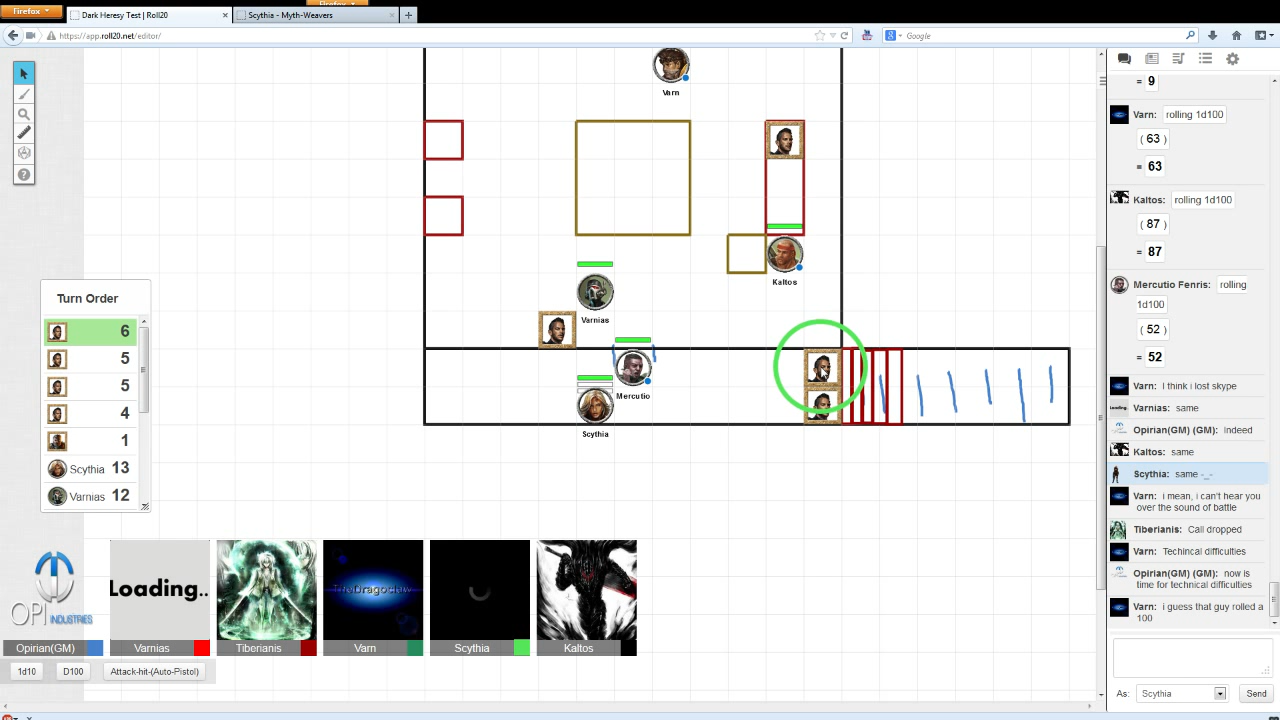 Firefox
Firefox
Dark Heresy Test | Roll20
Scythia - Myth-Weavers
https://app.roll20.net/editor/
Google
Varn
Kaltos
Varnias
Mercutio
Scythia
Turn Order
6
5
5
4
1
Scythia 13
Varnias 12
= 9
Varn: rolling 1d100
( 63 )
= 63
Kaltos: rolling 1d100
( 87 )
= 87
Mercutio Fenris: rolling
1d100
( 52 )
= 52
Varn: i think i lost skype
Varnias: same
Opirian(GM) (GM): Indeed
Kaltos: same
Scythia: same -_-
Varn: i mean, i can't hear you
over the sound of battle
Tiberianis: Call dropped
Varn: Techincal difficulties
Opirian(GM) (GM): now is
time for technical difficulties
Varn: i guess that guy rolled a
100
OPI
INDUSTRIES
Loading..
Opirian(GM)
Varnias
Tiberianis
Varn
Scythia
Kaltos
1d10
D100
Attack-hit-(Auto-Pistol)
As:
Scythia
Send